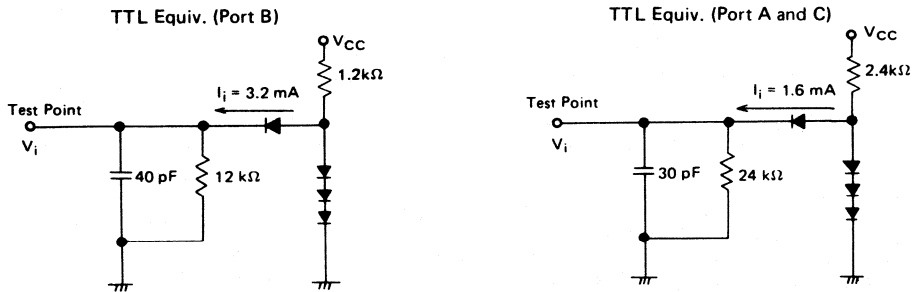 TTL Equiv. (Port B)
VCC
1.2kΩ
Ii = 3.2 mA
Test Point
Vi
40 pF
12 kΩ
TTL Equiv. (Port A and C)
VCC
2.4kΩ
Ii = 1.6 mA
Test Point
Vi
30 pF
24 kΩ